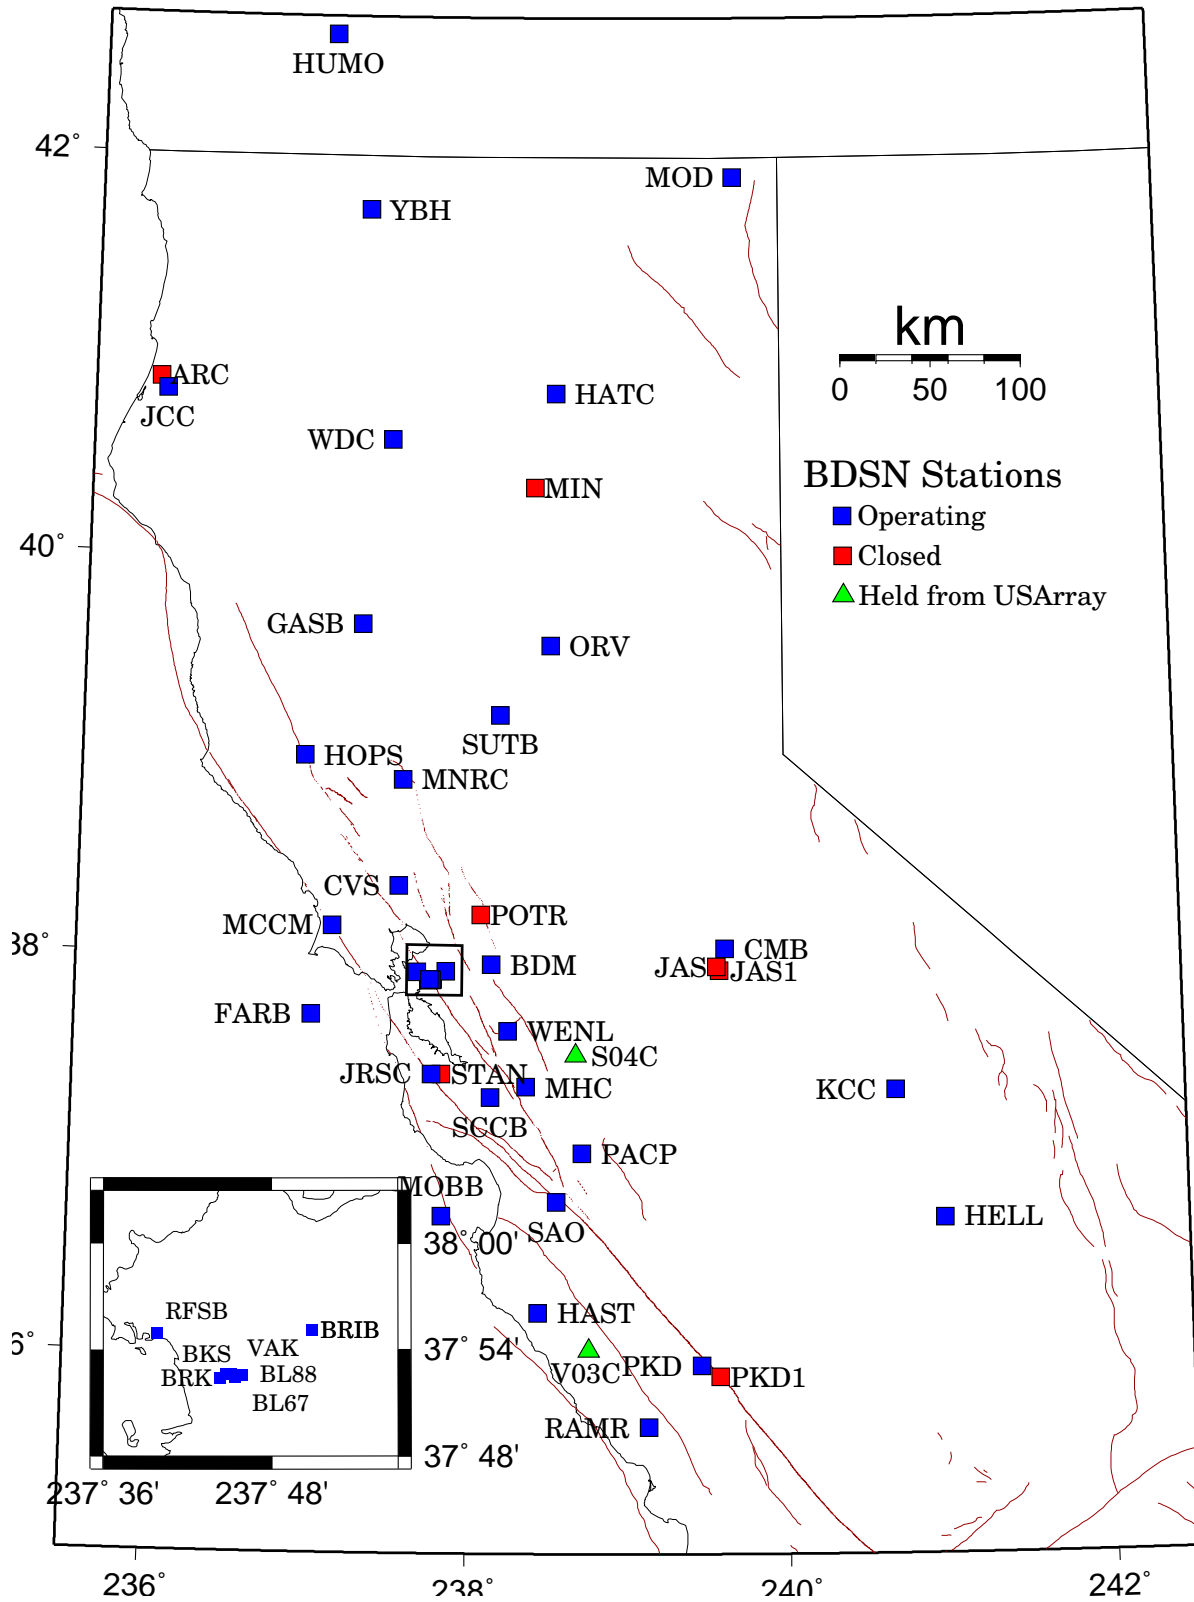 HUMO
42°
MOD
YBH
km
0 50 100
ARC
JCC
HATC
WDC
BDSN Stations
MIN
Operating
40°
Closed
Held from USArray
GASB
ORV
SUTB
HOPS
MNRC
CVS
POTR
MCCM
38°
CMB
BDM
JAS
JAS1
FARB
WENL
S04C
JRSC
STAN
MHC
KCC
SCCB
PACP
MOBB
HELL
SAO
38° 00'
RFSB
HAST
BRIB
6°
37° 54'
VAK
BKS
V03C
PKD
BRK
BL88
PKD1
BL67
RAMR
37° 48'
237° 36'
237° 48'
236°
238°
240°
242°